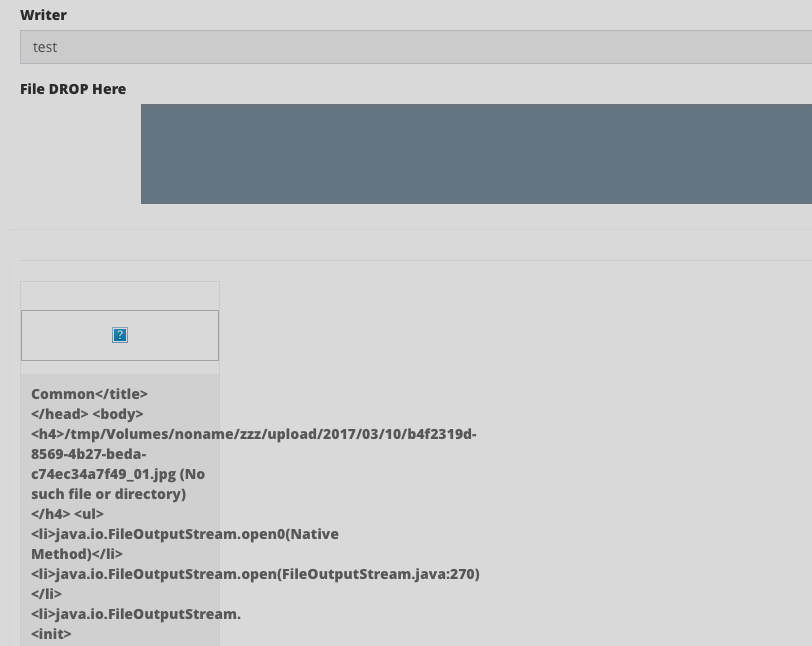 Writer
test
File DROP Here
?
Common</title>
</head> <body>
<h4>/tmp/Volumes/noname/zzz/upload/2017/03/10/b4f2319d-
8569-4b27-beda-
c74ec34a7f49_01.jpg (No
such file or directory)
</h4> <ul>
<li>java.io.FileOutputStream.open0(Native
Method)</li>
<li>java.io.FileOutputStream.open(FileOutputStream.java:270)
</li>
<li>java.io.FileOutputStream.
<init>